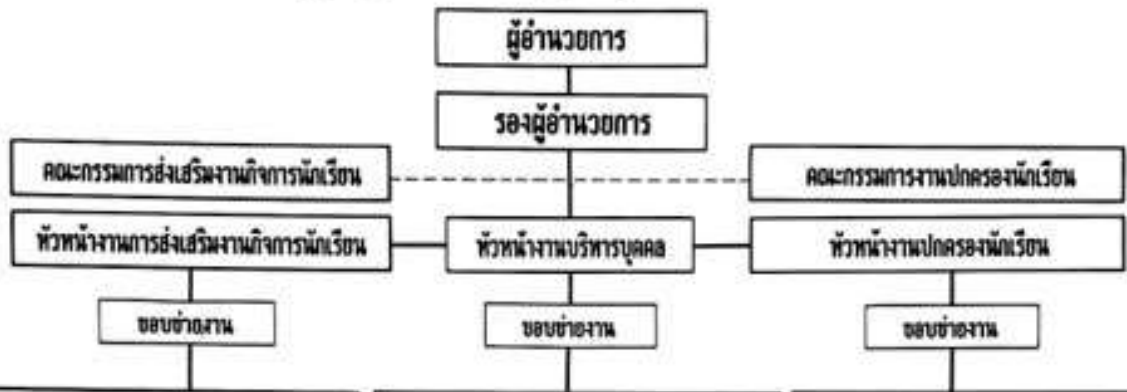 ผู้อำนวยการ
รองผู้อำนวยการ
คณะกรรมการส่งเสริมงานกิจการนักเรียน
คณะกรรมการงานปกครองนักเรียน
หัวหน้างานการส่งเสริมงานกิจการนักเรียน
หัวหน้างานบริหารบุคคล
หัวหน้างานปกครองนักเรียน
ขอบข่ายงาน
ขอบข่ายงาน
ขอบข่ายงาน